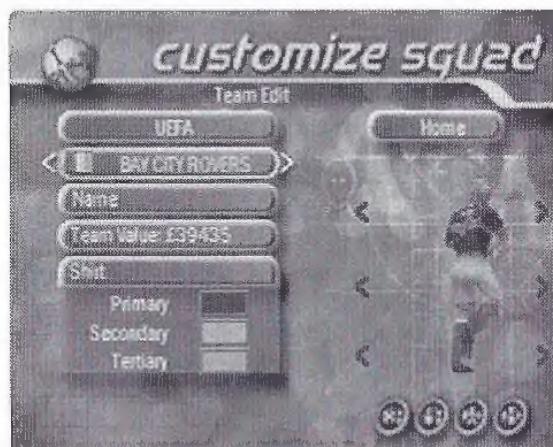 customize squad
Team Edit
UEFA
Home
BAY CITY ROVERS
Name
Team Value: £39435
Shirt
Primary
Secondary
Tertiary